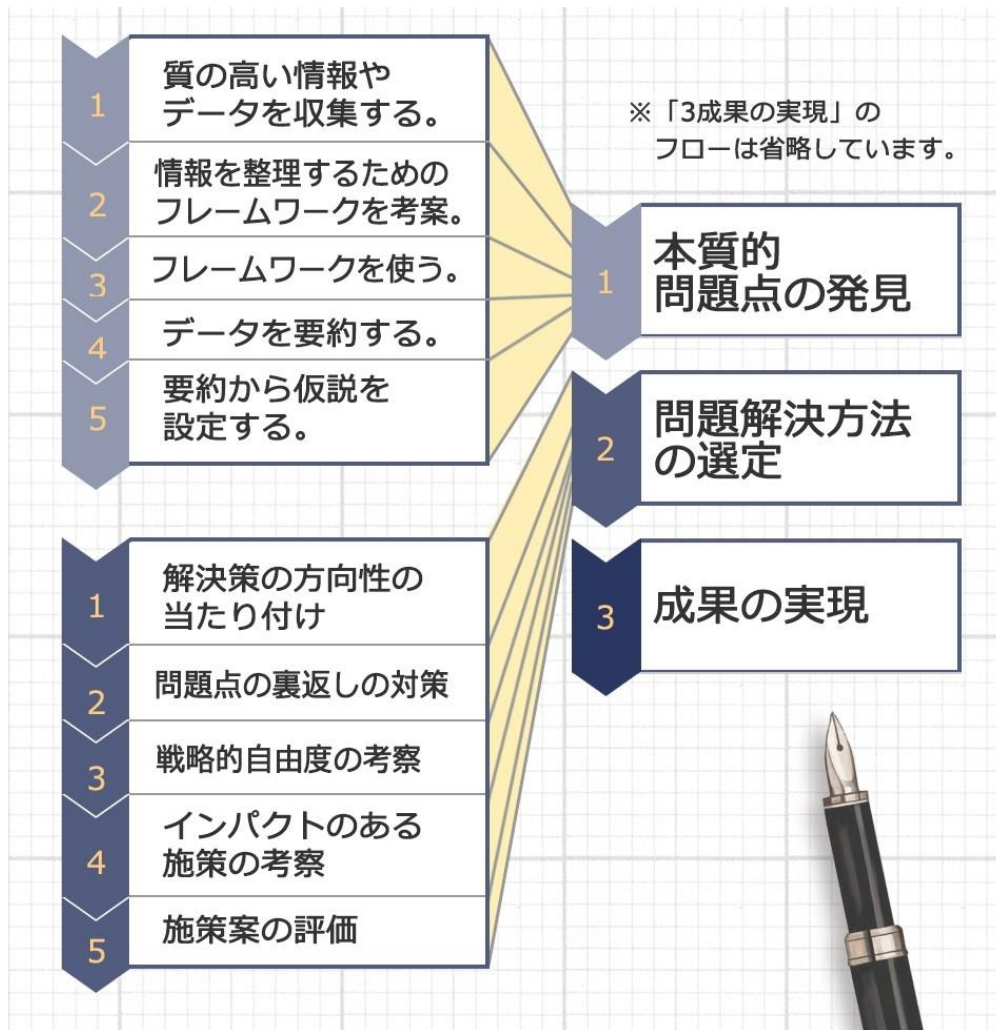 1
質の高い情報や
データを収集する。
2
情報を整理するための
フレームワークを考案。
3
フレームワークを使う。
4
データを要約する。
5
要約から仮説を
設定する。
※「3成果の実現」の
フローは省略しています。
1
本質的
問題点の発見
2
問題解決方法
の選定
3
成果の実現
1
解決策の方向性の
当たり付け
2
問題点の裏返しの対策
3
戦略的自由度の考察
4
インパクトのある
施策の考察
5
施策案の評価